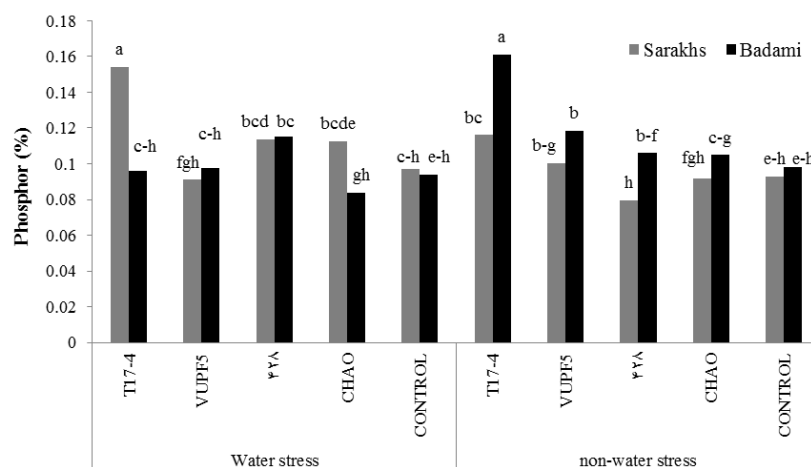 0.18
0.16
0.14
0.12
0.1
0.08
0.06
0.04
0.02
0
Phosphor (%)
Sarakhs Badami
a c-h fgh c-h bcd bc bcde gh c-h e-h bc a b-g b h b-f fgh c-g e-h e-h
T17-4 VUPF5 ۴۲۸ CHAO CONTROL T17-4 VUPF5 ۴۲۸ CHAO CONTROL
Water stress non-water stress